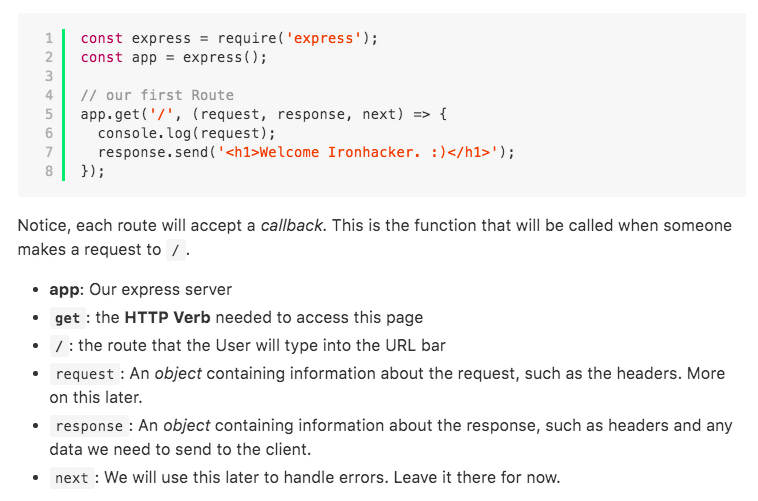 1 const express = require('express');
2 const app = express();
3
4 // our first Route
5 app.get('/', (request, response, next) => {
6   console.log(request);
7   response.send('<h1>Welcome Ironhacker. :)</h1>');
8 });
Notice, each route will accept a callback. This is the function that will be called when someone
makes a request to / .
• app: Our express server
• get : the HTTP Verb needed to access this page
• / : the route that the User will type into the URL bar
• request : An object containing information about the request, such as the headers. More
on this later.
• response : An object containing information about the response, such as headers and any
data we need to send to the client.
• next : We will use this later to handle errors. Leave it there for now.